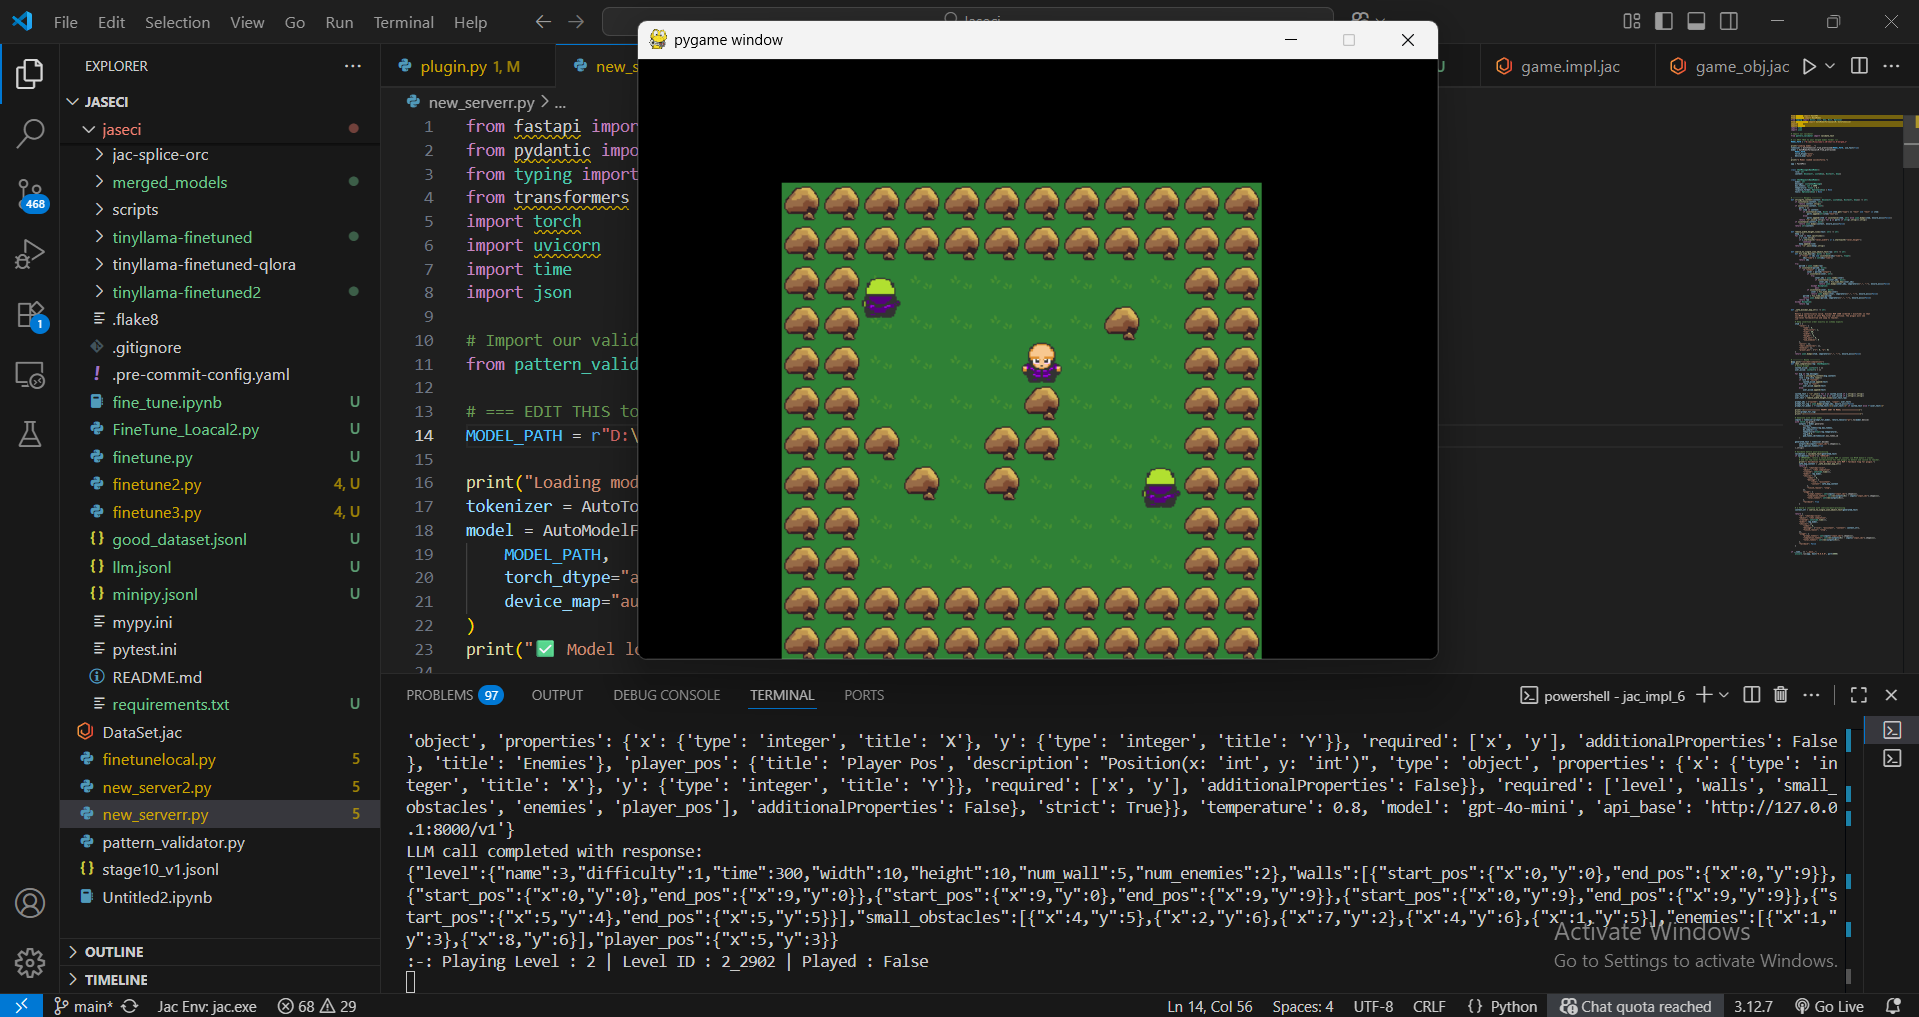 File Edit Selection View Go Run Terminal Help
pygame window
EXPLORER
plugin.py 1, M
game.impl.jac
game_obj.jac
JASECI
jaseci
jac-splice-orc
merged_models
scripts
tinyllama-finetuned
tinyllama-finetuned-qlora
tinyllama-finetuned2
.flake8
.gitignore
.pre-commit-config.yaml
fine_tune.ipynb U
FineTune_Loacal2.py U
finetune.py U
finetune2.py 4, U
finetune3.py 4, U
good_dataset.jsonl U
llm.jsonl U
minipy.jsonl U
mypy.ini
pytest.ini
README.md
requirements.txt U
DataSet.jac
finetunelocal.py 5
new_server2.py 5
new_serverr.py 5
pattern_validator.py
stage10_v1.jsonl
Untitled2.ipynb
OUTLINE
TIMELINE
468
1
new_serverr.py > ...
1 from fastapi impor
2 from pydantic impo
3 from typing import
4 from transformers
5 import torch
6 import uvicorn
7 import time
8 import json
9
10 # Import our valid
11 from pattern_valid
12
13 # === EDIT THIS to
14 MODEL_PATH = r"D:\
15
16 print("Loading mod
17 tokenizer = AutoTo
18 model = AutoModelF
19 MODEL_PATH,
20 torch_dtype="a
21 device_map="au
22 )
23 print("✅ Model lo
24
PROBLEMS 97 OUTPUT DEBUG CONSOLE TERMINAL PORTS
powershell - jac_impl_6
'object', 'properties': {'x': {'type': 'integer', 'title': 'X'}, 'y': {'type': 'integer', 'title': 'Y'}}, 'required': ['x', 'y'], 'additionalProperties': False
}, 'title': 'Enemies'}, 'player_pos': {'title': 'Player Pos', 'description': "Position(x: 'int', y: 'int')", 'type': 'object', 'properties': {'x': {'type': 'in
teger', 'title': 'X'}, 'y': {'type': 'integer', 'title': 'Y'}}, 'required': ['x', 'y'], 'additionalProperties': False}}, 'required': ['level', 'walls', 'small_
obstacles', 'enemies', 'player_pos'], 'additionalProperties': False}, 'strict': True}}, 'temperature': 0.8, 'model': 'gpt-4o-mini', 'api_base': 'http://127.0.0
.1:8000/v1'}
LLM call completed with response:
{"level":{"name":3,"difficulty":1,"time":300,"width":10,"height":10,"num_wall":5,"num_enemies":2},"walls":[{"start_pos":{"x":0,"y":0},"end_pos":{"x":0,"y":9}},
{"start_pos":{"x":0,"y":0},"end_pos":{"x":9,"y":0}},{"start_pos":{"x":9,"y":0},"end_pos":{"x":9,"y":9}},{"start_pos":{"x":0,"y":9},"end_pos":{"x":9,"y":9}},{"s
tart_pos":{"x":5,"y":4},"end_pos":{"x":5,"y":5}}],"small_obstacles":[{"x":4,"y":5},{"x":2,"y":6},{"x":7,"y":2},{"x":4,"y":6},{"x":1,"y":5}],"enemies":[{"x":1,"
y":3},{"x":8,"y":6}],"player_pos":{"x":5,"y":3}}
:-: Playing Level : 2 | Level ID : 2_2902 | Played : False
Activate Windows
Go to Settings to activate Windows.
main* Jac Env: jac.exe 68 29
Ln 14, Col 56 Spaces: 4 UTF-8 CRLF {} Python Chat quota reached 3.12.7 Go Live